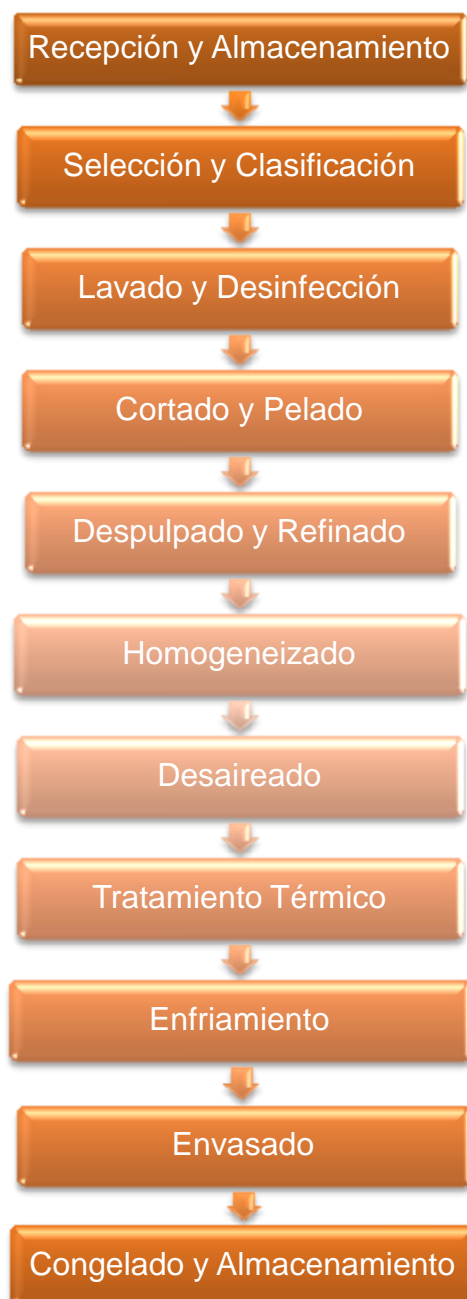 Recepción y Almacenamiento
Selección y Clasificación
Lavado y Desinfección
Cortado y Pelado
Despulpado y Refinado
Homogeneizado
Desaireado
Tratamiento Térmico
Enfriamiento
Envasado
Congelado y Almacenamiento